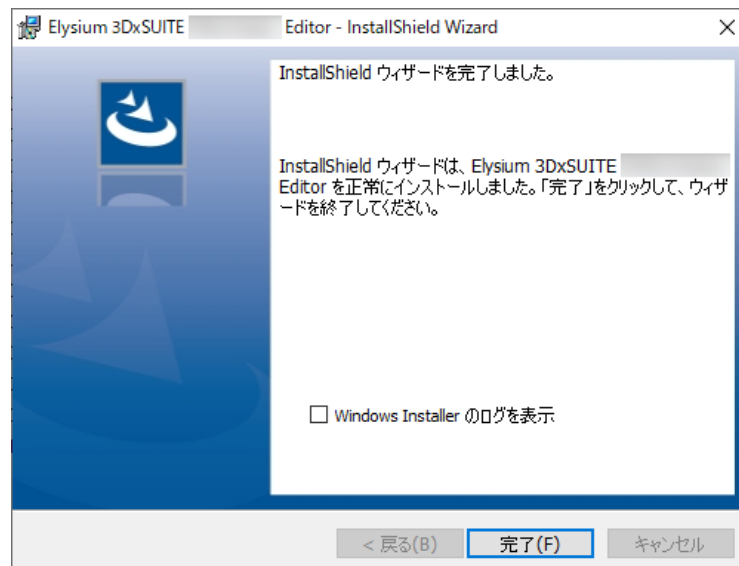 Elysium 3DxSUITE Editor - InstallShield Wizard
InstallShield ウィザードを完了しました。
InstallShield ウィザードは、Elysium 3DxSUITE
Editor を正常にインストールしました。「完了」をクリックして、ウィザ
ードを終了してください。
Windows Installer のログを表示
< 戻る(B) 完了(F) キャンセル